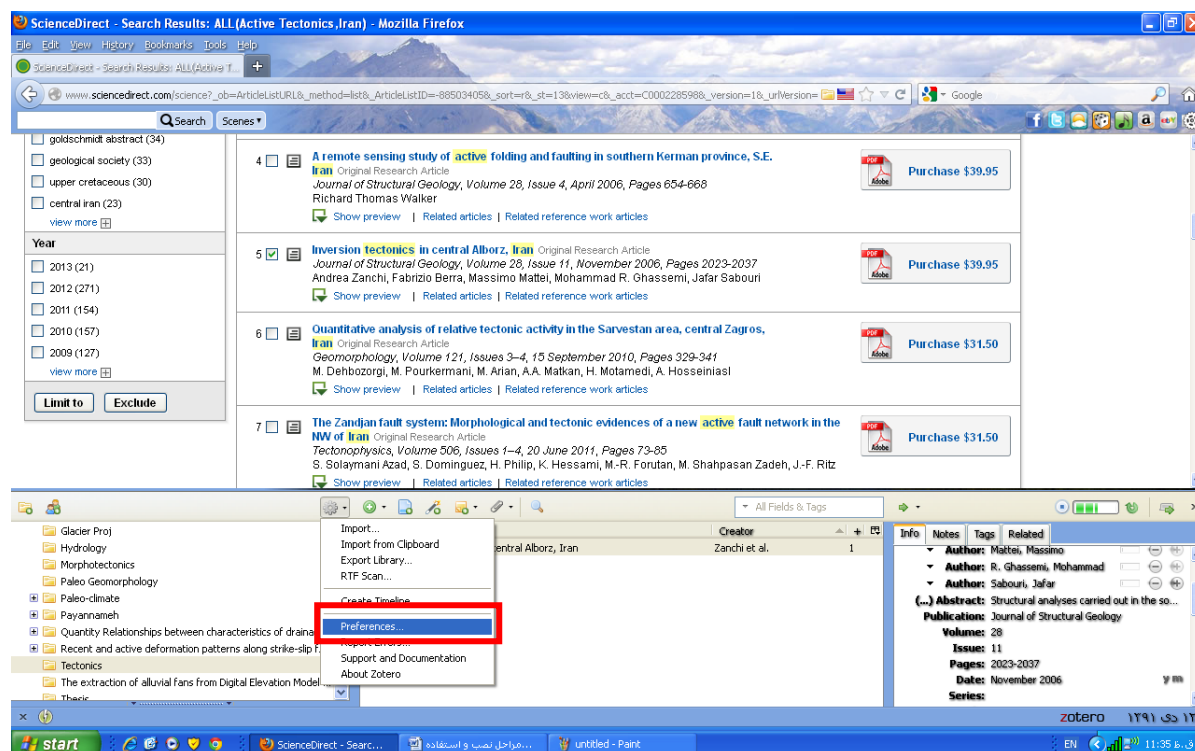 ScienceDirect - Search Results: ALL(Active Tectonics,Iran) - Mozilla Firefox
File Edit View History Bookmarks Tools Help
ScienceDirect - Search Results: ALL(Active T...
www.sciencedirect.com/science?_ob=ArticleListURL&_method=list&_ArticleListID=-88503405&_sort=r&_st=13&view=c&_acct=C000228598&_version=1&_urlVersion=
Google
Search Scenes
goldschmidt abstract (34)
geological society (33)
upper cretaceous (30)
central iran (23)
view more
Year
2013 (21)
2012 (271)
2011 (154)
2010 (157)
2009 (127)
view more
Limit to Exclude
4 A remote sensing study of active folding and faulting in southern Kerman province, S.E.
Iran Original Research Article
Journal of Structural Geology, Volume 28, Issue 4, April 2006, Pages 654-668
Richard Thomas Walker
Show preview | Related articles | Related reference work articles
PDF Adobe Purchase $39.95
5 Inversion tectonics in central Alborz, Iran Original Research Article
Journal of Structural Geology, Volume 28, Issue 11, November 2006, Pages 2023-2037
Andrea Zanchi, Fabrizio Berra, Massimo Mattei, Mohammad R. Ghassemi, Jafar Sabouri
Show preview | Related articles | Related reference work articles
PDF Adobe Purchase $39.95
6 Quantitative analysis of relative tectonic activity in the Sarvestan area, central Zagros,
Iran Original Research Article
Geomorphology, Volume 121, Issues 3–4, 15 September 2010, Pages 329-341
M. Dehbozorgi, M. Pourkermani, M. Arian, A.A. Matkan, H. Motamedi, A. Hosseiniasl
Show preview | Related articles | Related reference work articles
PDF Adobe Purchase $31.50
7 The Zandjan fault system: Morphological and tectonic evidences of a new active fault network in the
NW of Iran Original Research Article
Tectonophysics, Volume 506, Issues 1–4, 20 June 2011, Pages 73-85
S. Solaymani Azad, S. Dominguez, H. Philip, K. Hessami, M.-R. Forutan, M. Shahpasan Zadeh, J.-F. Ritz
Show preview | Related articles | Related reference work articles
PDF Adobe Purchase $31.50
All Fields & Tags
Glacier Proj
Hydrology
Morphotectonics
Paleo Geomorphology
Paleo-climate
Payannameh
Quantity Relationships between characteristics of draina
Recent and active deformation patterns along strike-slip f
Tectonics
The extraction of alluvial fans from Digital Elevation Model
Thesis
Import...
Import from Clipboard
Export Library...
RTF Scan...
Create Timeline
Preferences...
Report Errors...
Support and Documentation
About Zotero
Creator
entral Alborz, Iran Zanchi et al. 1
Info Notes Tags Related
Author: Mattei, Massimo
Author: R. Ghassemi, Mohammad
Author: Sabouri, Jafar
(...) Abstract: Structural analyses carried out in the so...
Publication: Journal of Structural Geology
Volume: 28
Issue: 11
Pages: 2023-2037
Date: November 2006 y m
Series:
zotero ۱۲ دی ۱۳۹۱
start
ScienceDirect - Searc...
مراحل نصب و استفاده...
untitled - Paint
EN 11:35 ق.ظ